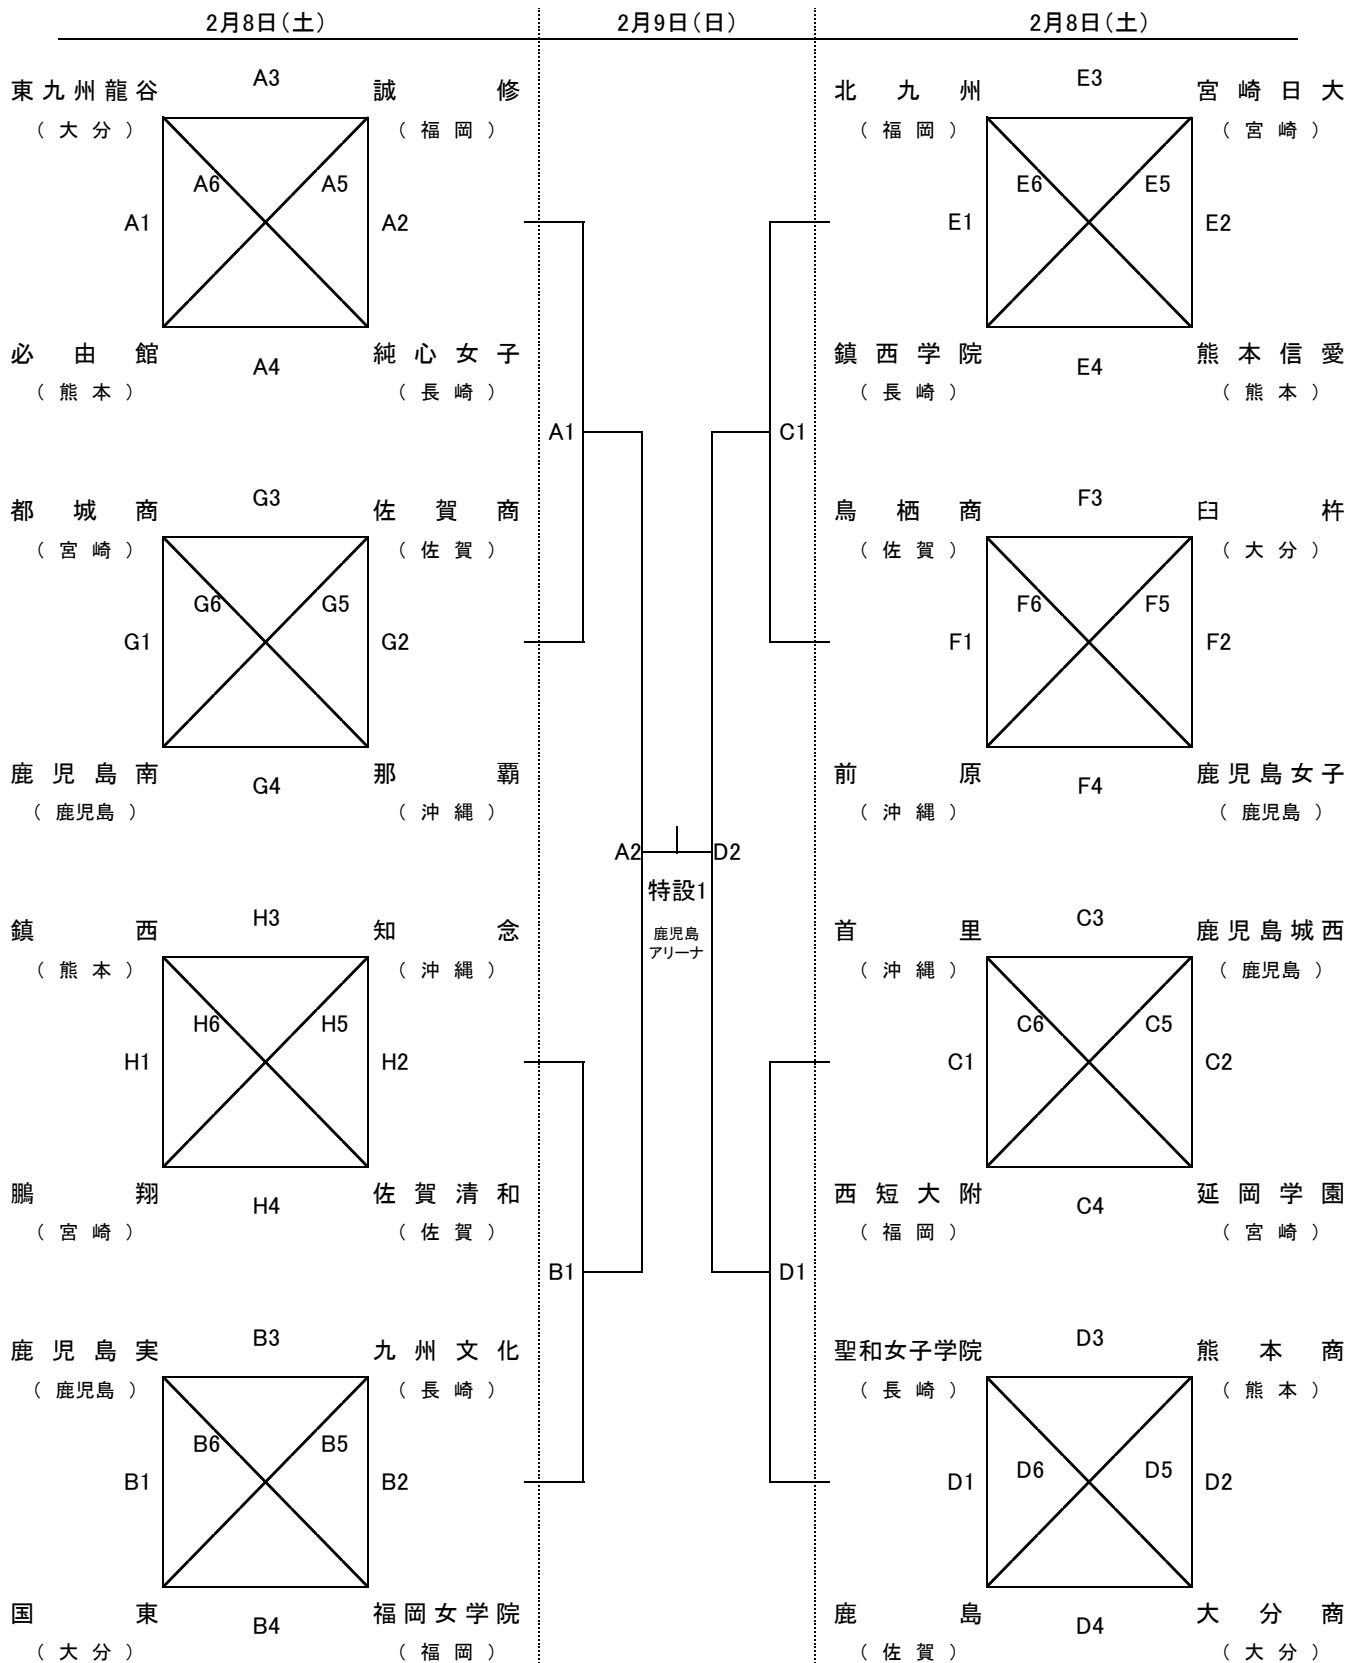 2月8日(土) 2月9日(日) 2月8日(土)
東九州龍谷 A3 誠修
(大分) (福岡)
A6 A5
A1 A2
必由館 A4 純心女子
(熊本) (長崎)
都城商 G3 佐賀商
(宮崎) (佐賀)
G6 G5
G1 G2
鹿児島南 G4 那覇
(鹿児島) (沖縄)
鎮西 H3 知念
(熊本) (沖縄)
H6 H5
H1 H2
鵬翔 H4 佐賀清和
(宮崎) (佐賀)
鹿児島実 B3 九州文化
(鹿児島) (長崎)
B6 B5
B1 B2
国東 B4 福岡女学院
(大分) (福岡)
A1 C1
A2 D2
特設1
鹿児島
アリーナ
B1 D1
北九州 E3 宮崎日大
(福岡) (宮崎)
E6 E5
E1 E2
鎮西学院 E4 熊本信愛
(長崎) (熊本)
鳥栖商 F3 臼杵
(佐賀) (大分)
F6 F5
F1 F2
前原 F4 鹿児島女子
(沖縄) (鹿児島)
首里 C3 鹿児島城西
(沖縄) (鹿児島)
C6 C5
C1 C2
西短大附 C4 延岡学園
(福岡) (宮崎)
聖和女子学院 D3 熊本商
(長崎) (熊本)
D6 D5
D1 D2
鹿島 D4 大分商
(佐賀) (大分)